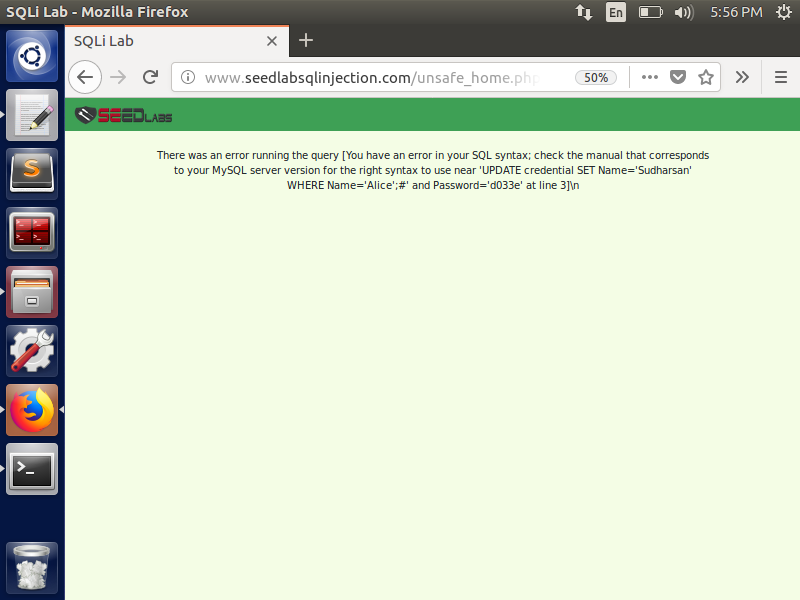 SQLi Lab - Mozilla Firefox
En
5:56 PM
SQLi Lab
www.seedlabsqlinjection.com/unsafe_home.php
50%
SEEDLABS
There was an error running the query [You have an error in your SQL syntax; check the manual that corresponds
to your MySQL server version for the right syntax to use near 'UPDATE credential SET Name='Sudharsan'
WHERE Name='Alice';#' and Password='d033e' at line 3]\n